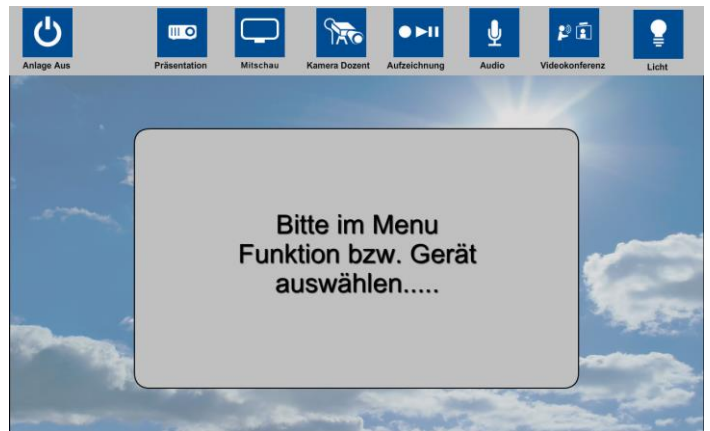 Anlage Aus
Präsentation
Mitschau
Kamera Dozent
Aufzeichnung
Audio
Videokonferenz
Licht
Bitte im Menu
Funktion bzw. Gerät
auswählen.....